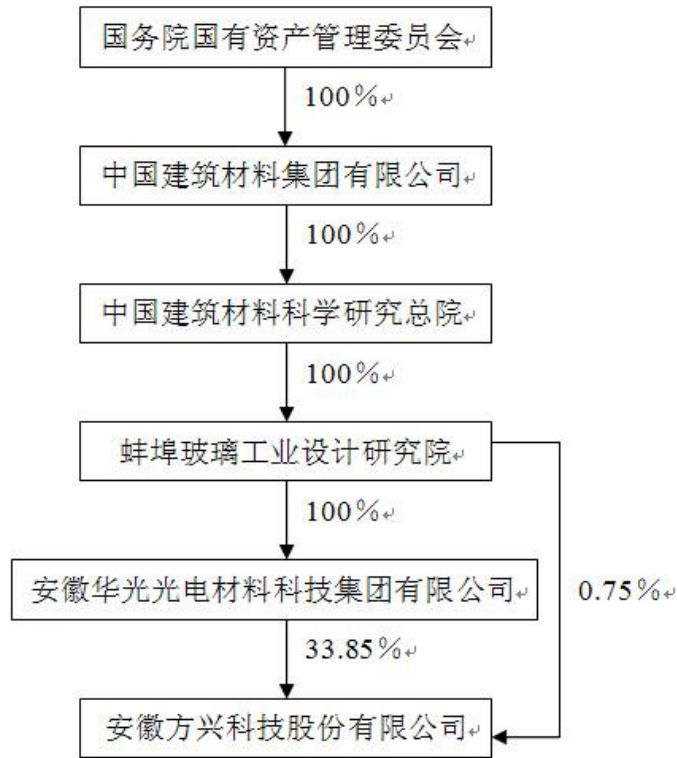 国务院国有资产管理委员会
100%
中国建筑材料集团有限公司
100%
中国建筑材料科学研究总院
100%
蚌埠玻璃工业设计研究院
100%
安徽华光光电材料科技集团有限公司
0.75%
33.85%
安徽方兴科技股份有限公司